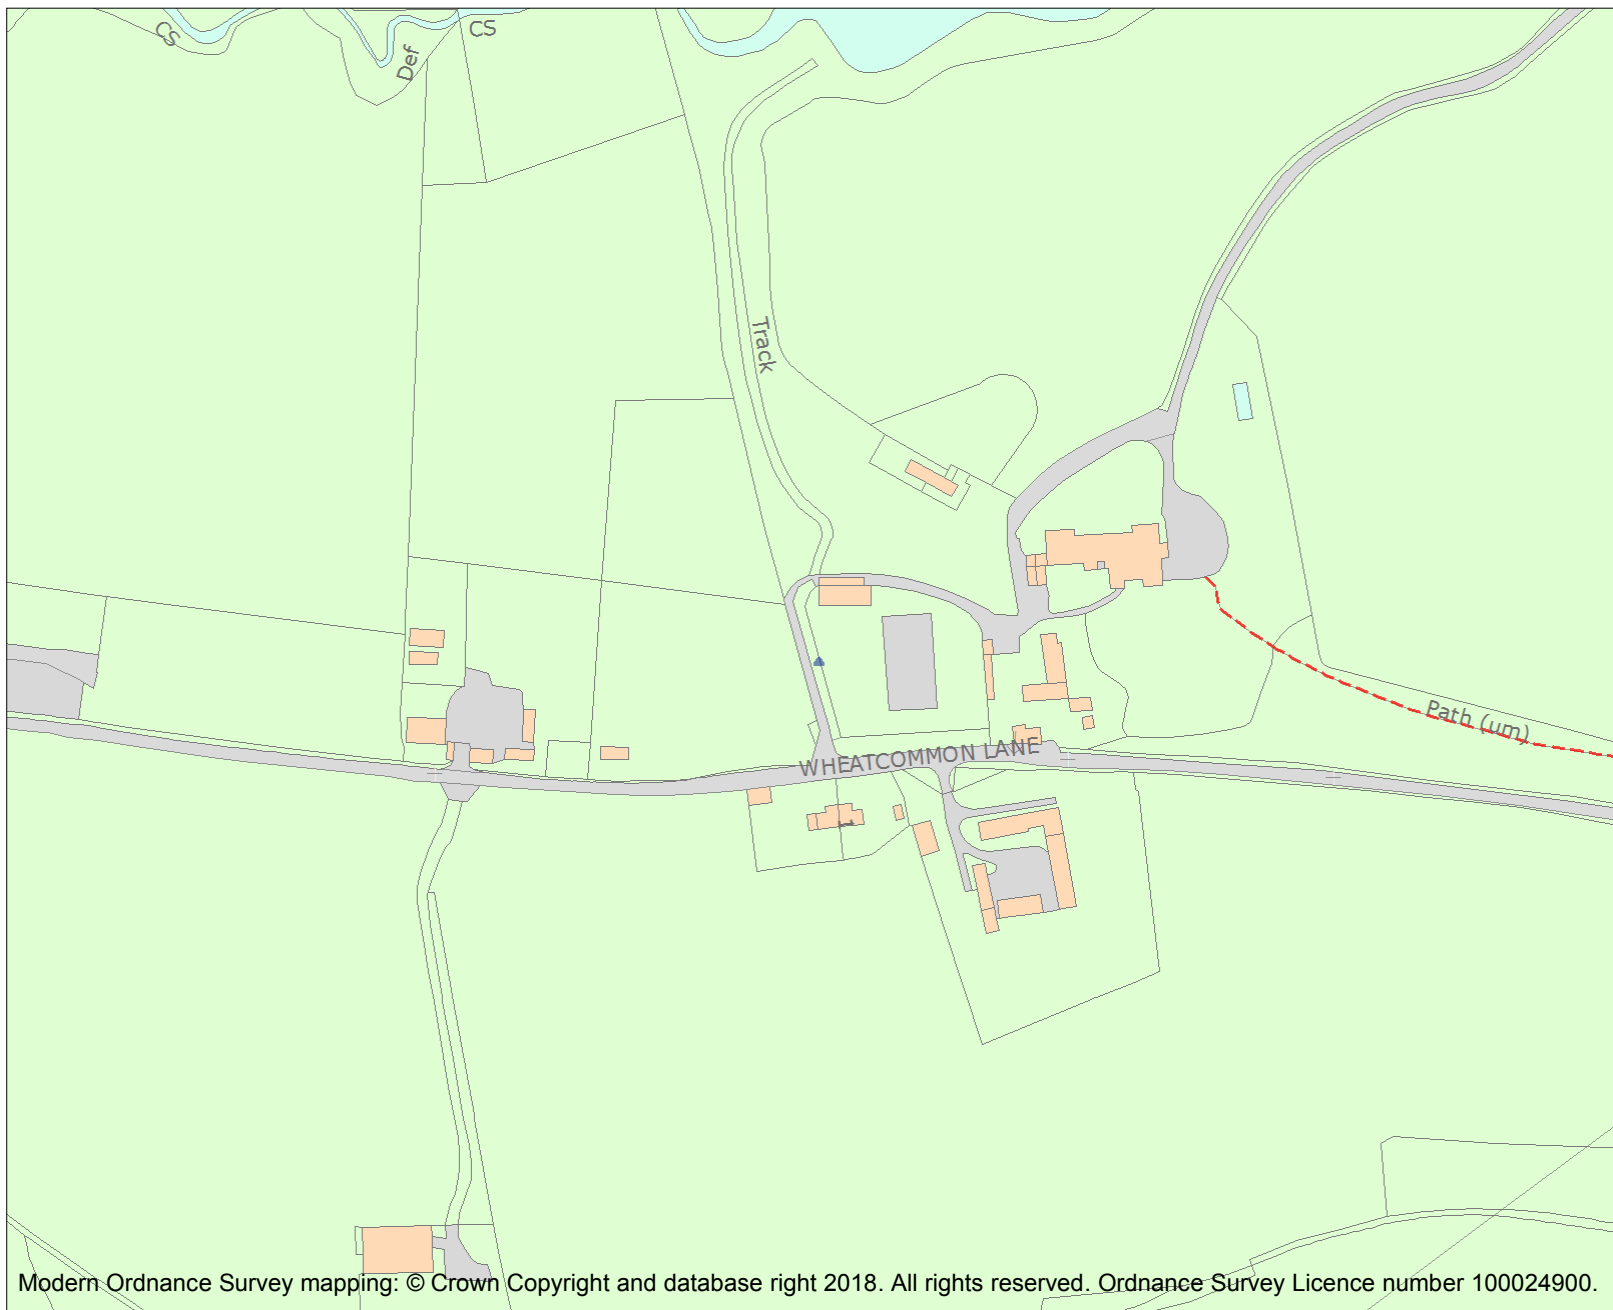 CS
CS
Def
Track
Path (um)
WHEATCOMMON LANE
1
Modern Ordnance Survey mapping: © Crown Copyright and database right 2018. All rights reserved. Ordnance Survey Licence number 100024900.